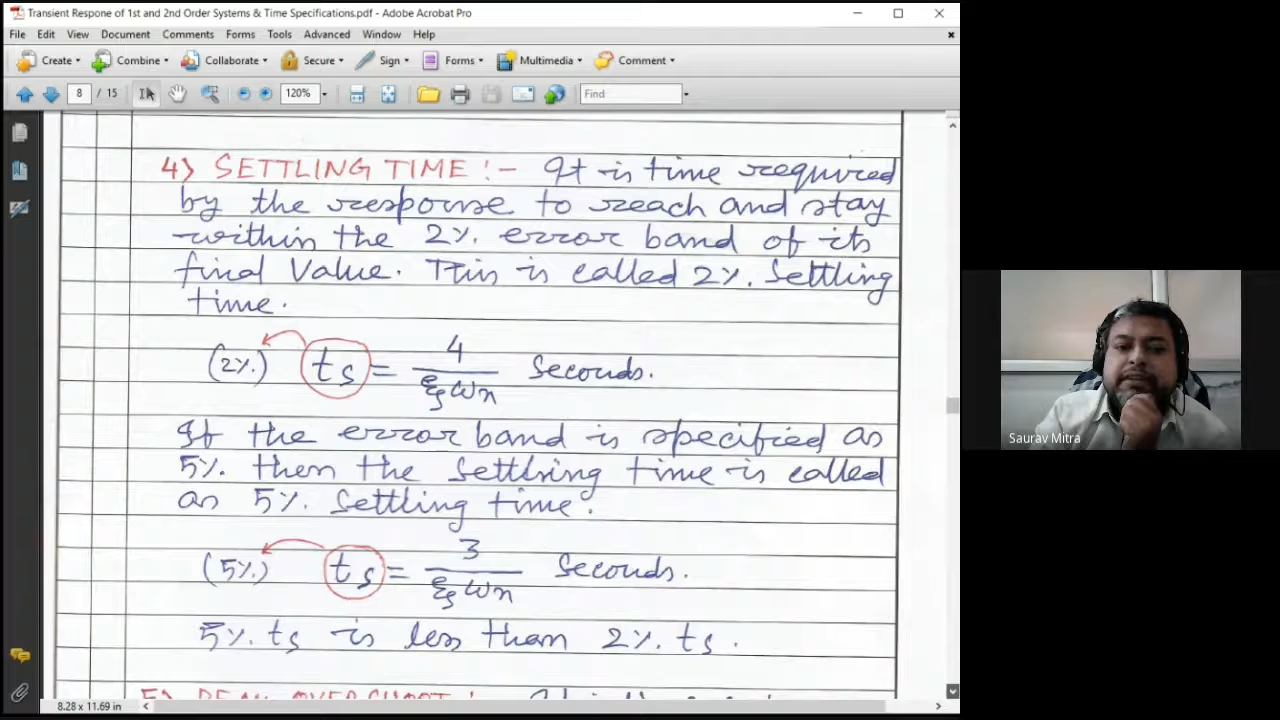 Transient Respone of 1st and 2nd Order Systems & Time Specifications.pdf - Adobe Acrobat Pro
File Edit View Document Comments Forms Tools Advanced Window Help
Create Combine Collaborate Secure Sign Forms Multimedia Comment
8 / 15 120% Find
4) SETTLING TIME :- It is time required
by the response to reach and stay
within the 2%. error band of its
final Value. This is called 2%. Settling
time.
(2%.) ts = 4/ξωn Seconds.
If the error band is specified as
5%. then the Settling time is called
as 5%. Settling time.
(5%.) ts = 3/ξωn Seconds.
5%. ts is less than 2%. ts.
5) PEAK OVERSHOOT :-
8.28 x 11.69 in
Saurav Mitra